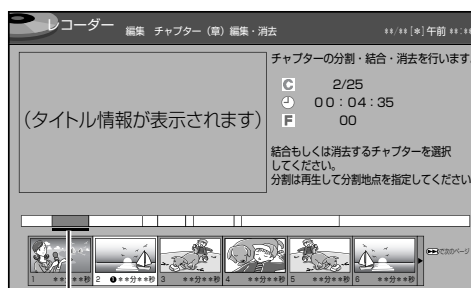 レコーダー 編集 チャプター（章）編集・消去 **/**[*]午前 **:**
チャプターの分割・結合・消去を行います。
C 2/25
00：04：35
F 00
(タイトル情報が表示されます)
結合もしくは消去するチャプターを選択
してください。
分割は再生して分割地点を指定してください
で次のページ
1 **分**秒 2 ❶**分**秒 3 **分**秒 4 **分**秒 5 **分**秒 6 **分**秒